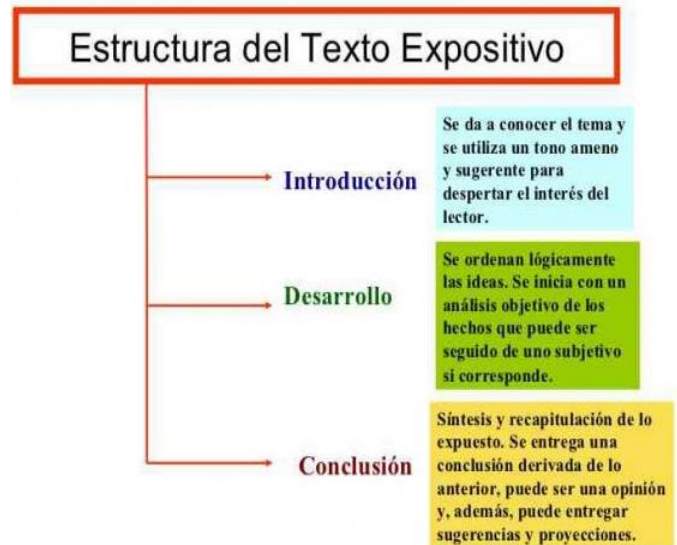 Estructura del Texto Expositivo
Introducción
Se da a conocer el tema y
se utiliza un tono ameno
y sugerente para
despertar el interés del
lector.
Desarrollo
Se ordenan lógicamente
las ideas. Se inicia con un
análisis objetivo de los
hechos que puede ser
seguido de uno subjetivo
si corresponde.
Conclusión
Síntesis y recapitulación de lo
expuesto. Se entrega una
conclusión derivada de lo
anterior, puede ser una opinión
y, además, puede entregar
sugerencias y proyecciones.